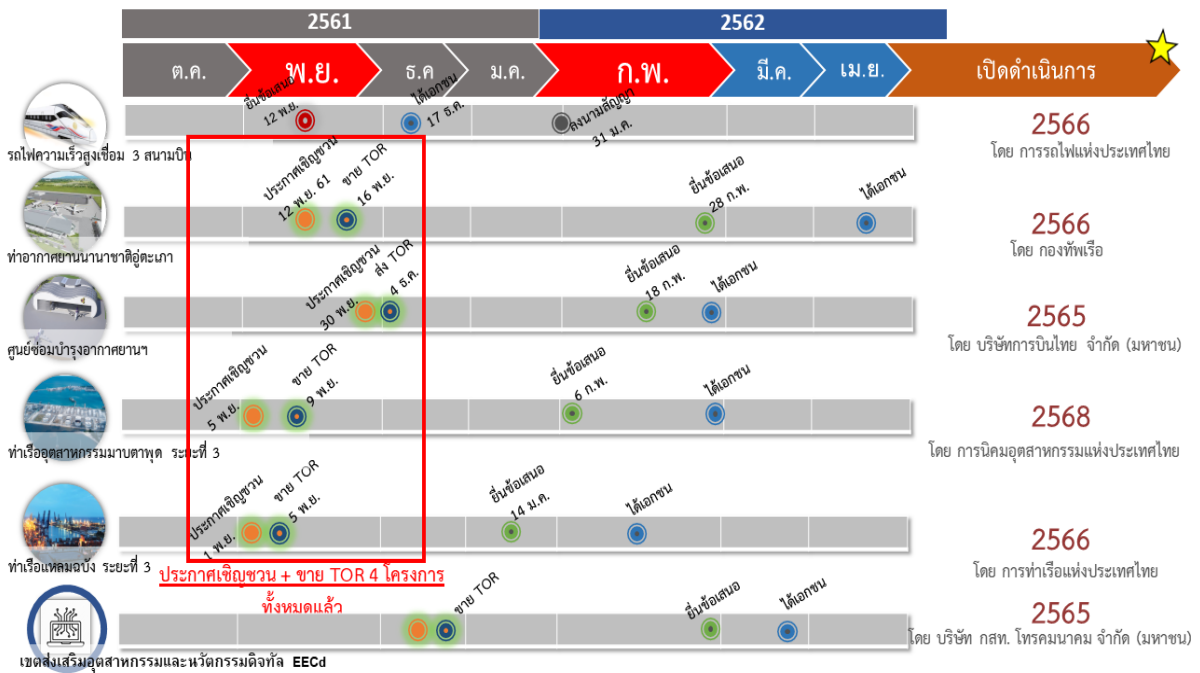 2561
2562
ต.ค.
พ.ย.
ธ.ค
ม.ค.
ก.พ.
มี.ค.
เม.ย.
เปิดดำเนินการ
ยื่นข้อเสนอ
12 พ.ย.
ได้เอกชน
17 ธ.ค.
ลงนามสัญญา
31 ม.ค.
2566
โดย การรถไฟแห่งประเทศไทย
รถไฟความเร็วสูงเชื่อม 3 สนามบิน
ประกาศเชิญชวน
12 พ.ย. 61
ขาย TOR
16 พ.ย.
ยื่นข้อเสนอ
28 ก.พ.
ได้เอกชน
2566
โดย กองทัพเรือ
ท่าอากาศยานนานาชาติอู่ตะเภา
ประกาศเชิญชวน
30 พ.ย.
ส่ง TOR
4 ธ.ค.
ยื่นข้อเสนอ
18 ก.พ.
ได้เอกชน
2565
โดย บริษัทการบินไทย จำกัด (มหาชน)
ศูนย์ซ่อมบำรุงอากาศยานฯ
ประกาศเชิญชวน
5 พ.ย.
ขาย TOR
9 พ.ย.
ยื่นข้อเสนอ
6 ก.พ.
ได้เอกชน
2568
โดย การนิคมอุตสาหกรรมแห่งประเทศไทย
ท่าเรืออุตสาหกรรมมาบตาพุด ระยะที่ 3
ประกาศเชิญชวน
1 พ.ย.
ขาย TOR
5 พ.ย.
ยื่นข้อเสนอ
14 ม.ค.
ได้เอกชน
2566
โดย การท่าเรือแห่งประเทศไทย
ท่าเรือแหลมฉบัง ระยะที่ 3
ประกาศเชิญชวน + ขาย TOR 4 โครงการ
ทั้งหมดแล้ว
ขาย TOR
ยื่นข้อเสนอ
ได้เอกชน
2565
โดย บริษัท กสท. โทรคมนาคม จำกัด (มหาชน)
เขตส่งเสริมอุตสาหกรรมและนวัตกรรมดิจทัล EECd